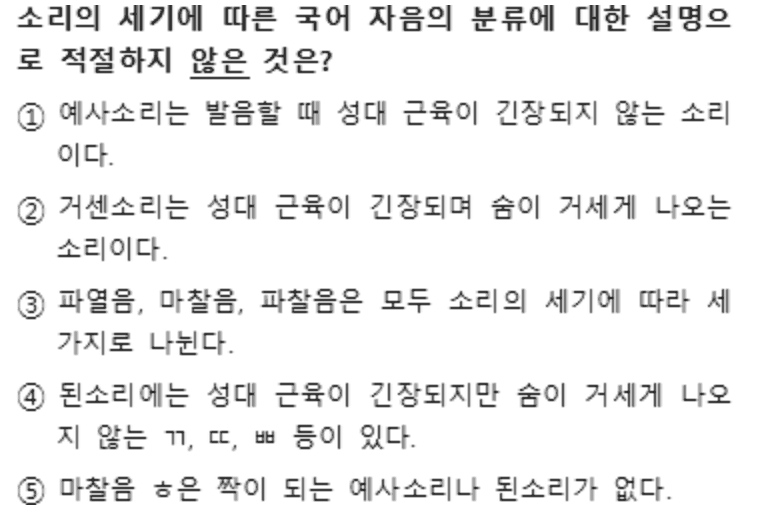 소리의 세기에 따른 국어 자음의 분류에 대한 설명으
로 적절하지 않은 것은?
① 예사소리는 발음할 때 성대 근육이 긴장되지 않는 소리
이다.
② 거센소리는 성대 근육이 긴장되며 숨이 거세게 나오는
소리이다.
③ 파열음, 마찰음, 파찰음은 모두 소리의 세기에 따라 세
가지로 나뉜다.
④ 된소리에는 성대 근육이 긴장되지만 숨이 거세게 나오
지 않는 ㄲ, ㄸ, ㅃ 등이 있다.
⑤ 마찰음 ㅎ은 짝이 되는 예사소리나 된소리가 없다.